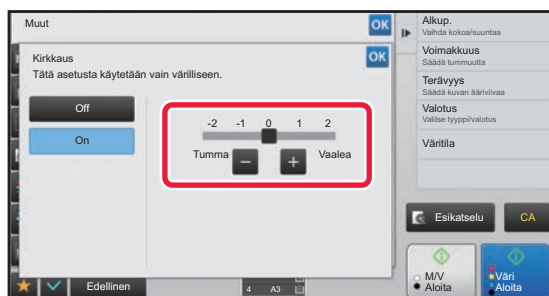 Muut
OK
Kirkkaus
OK
Tätä asetusta käytetään vain värilliseen.
Off
On
-2 -1 0 1 2
Tumma − + Vaalea
Edellinen
4 A3
Alkup.
Vaihda kokoa/suuntaa
Voimakkuus
Säädä tummuutta
Terävyys
Säädä kuvan ääriviivaa
Valotus
Valitse tyyppi/valotus
Väritila
Esikatselu
CA
M/V
Aloita
Väri
Aloita